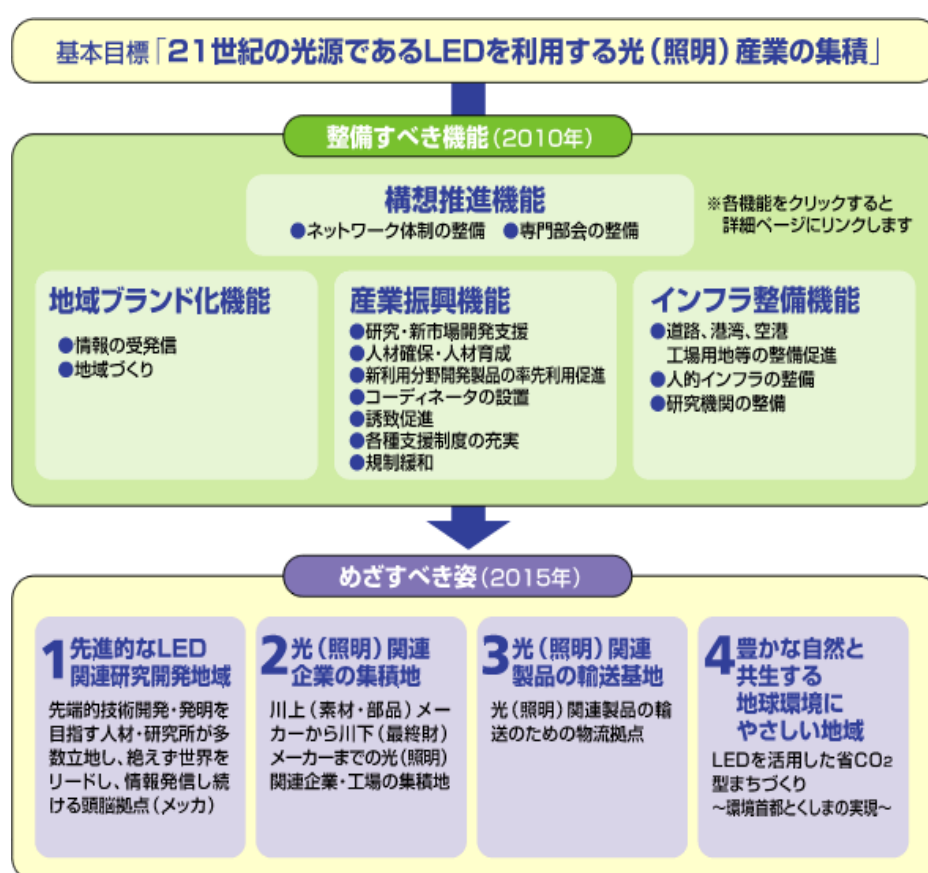 基本目標「21世紀の光源であるLEDを利用する光(照明)産業の集積」
整備すべき機能(2010年)
構想推進機能
●ネットワーク体制の整備 ●専門部会の整備
※各機能をクリックすると
詳細ページにリンクします
地域ブランド化機能
●情報の受発信
●地域づくり
産業振興機能
●研究・新市場開発支援
●人材確保・人材育成
●新利用分野開発製品の率先利用促進
●コーディネータの設置
●誘致促進
●各種支援制度の充実
●規制緩和
インフラ整備機能
●道路、港湾、空港
工場用地等の整備促進
●人的インフラの整備
●研究機関の整備
めざすべき姿(2015年)
1 先進的なLED
関連研究開発地域
先端的技術開発・発明を
目指す人材・研究所が多
数立地し、絶えず世界を
リードし、情報発信し続
ける頭脳拠点(メッカ)
2 光(照明)関連
企業の集積地
川上(素材・部品)メー
カーから川下(最終財)
メーカーまでの光(照明)
関連企業・工場の集積地
3 光(照明)関連
製品の輸送基地
光(照明)関連製品の輸
送のための物流拠点
4 豊かな自然と
共生する
地球環境に
やさしい地域
LEDを活用した省CO2
型まちづくり
~環境首都とくしまの実現~